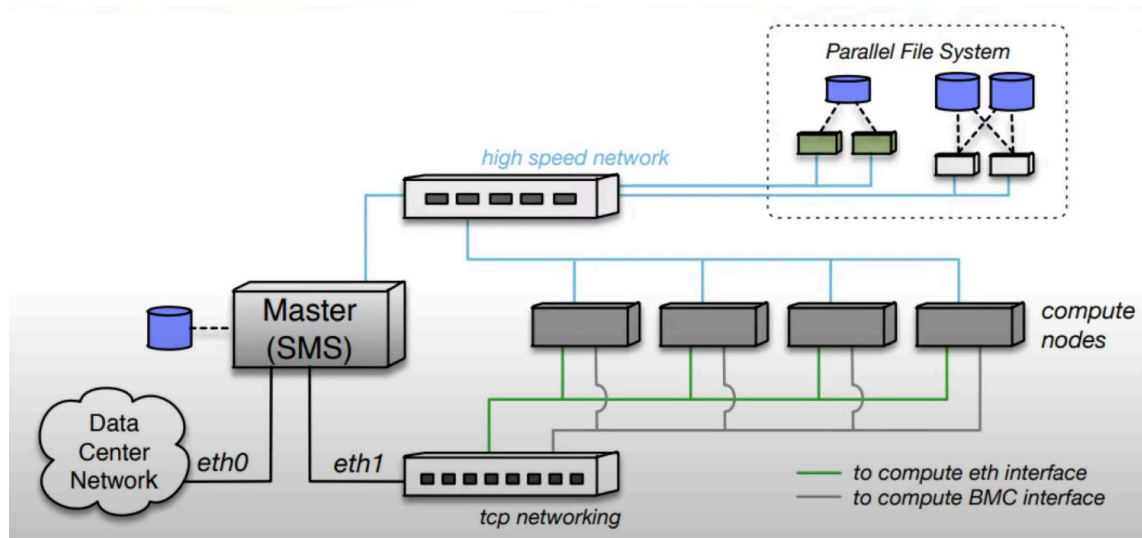 Parallel File System
high speed network
Master
(SMS)
compute
nodes
Data
Center
Network
eth0
eth1
to compute eth interface
to compute BMC interface
tcp networking